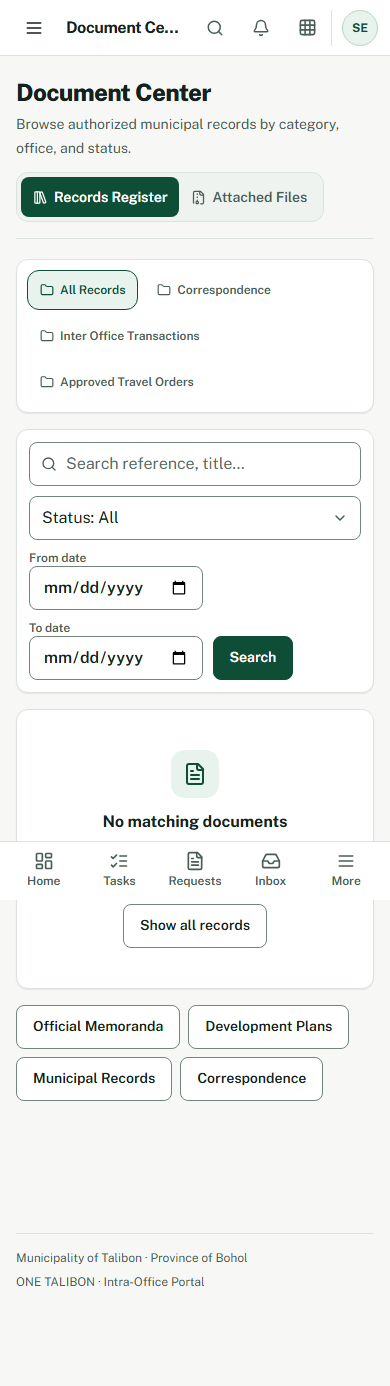 Document Ce...
SE
Document Center
Browse authorized municipal records by category,
office, and status.
Records Register
Attached Files
All Records
Correspondence
Inter Office Transactions
Approved Travel Orders
Search reference, title...
Status: All
From date
mm/dd/yyyy
To date
mm/dd/yyyy
Search
No matching documents
Home
Tasks
Requests
Inbox
More
Show all records
Official Memoranda
Development Plans
Municipal Records
Correspondence
Municipality of Talibon · Province of Bohol
ONE TALIBON · Intra-Office Portal